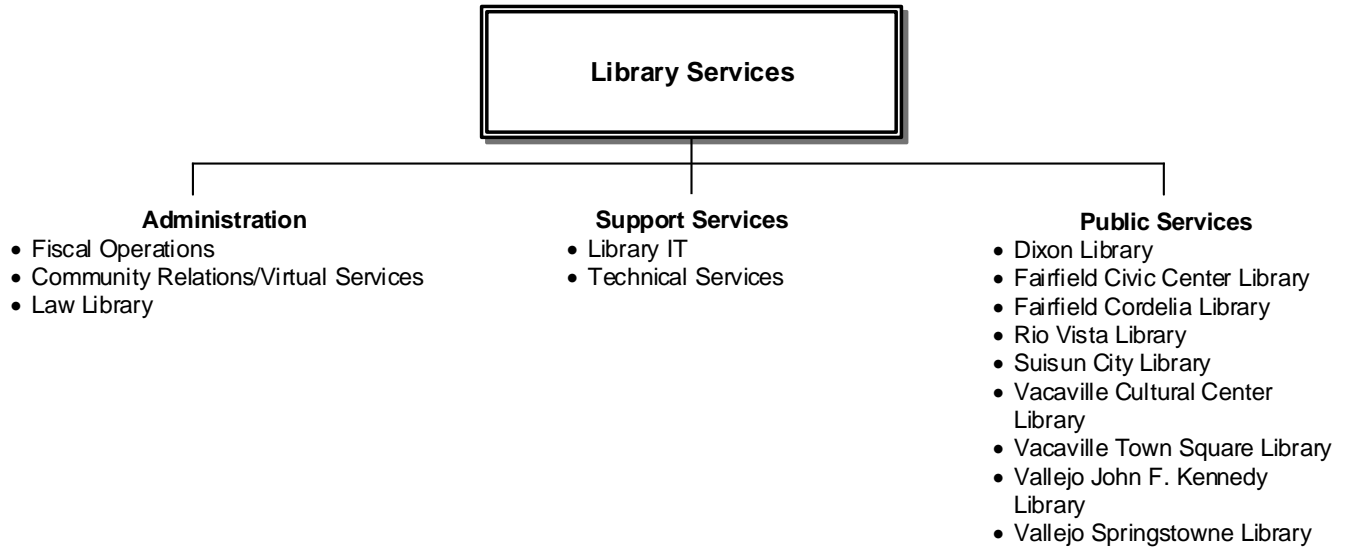 Library Services
Administration
• Fiscal Operations
• Community Relations/Virtual Services
• Law Library
Support Services
• Library IT
• Technical Services
Public Services
• Dixon Library
• Fairfield Civic Center Library
• Fairfield Cordelia Library
• Rio Vista Library
• Suisun City Library
• Vacaville Cultural Center
Library
• Vacaville Town Square Library
• Vallejo John F. Kennedy
Library
• Vallejo Springstowne Library